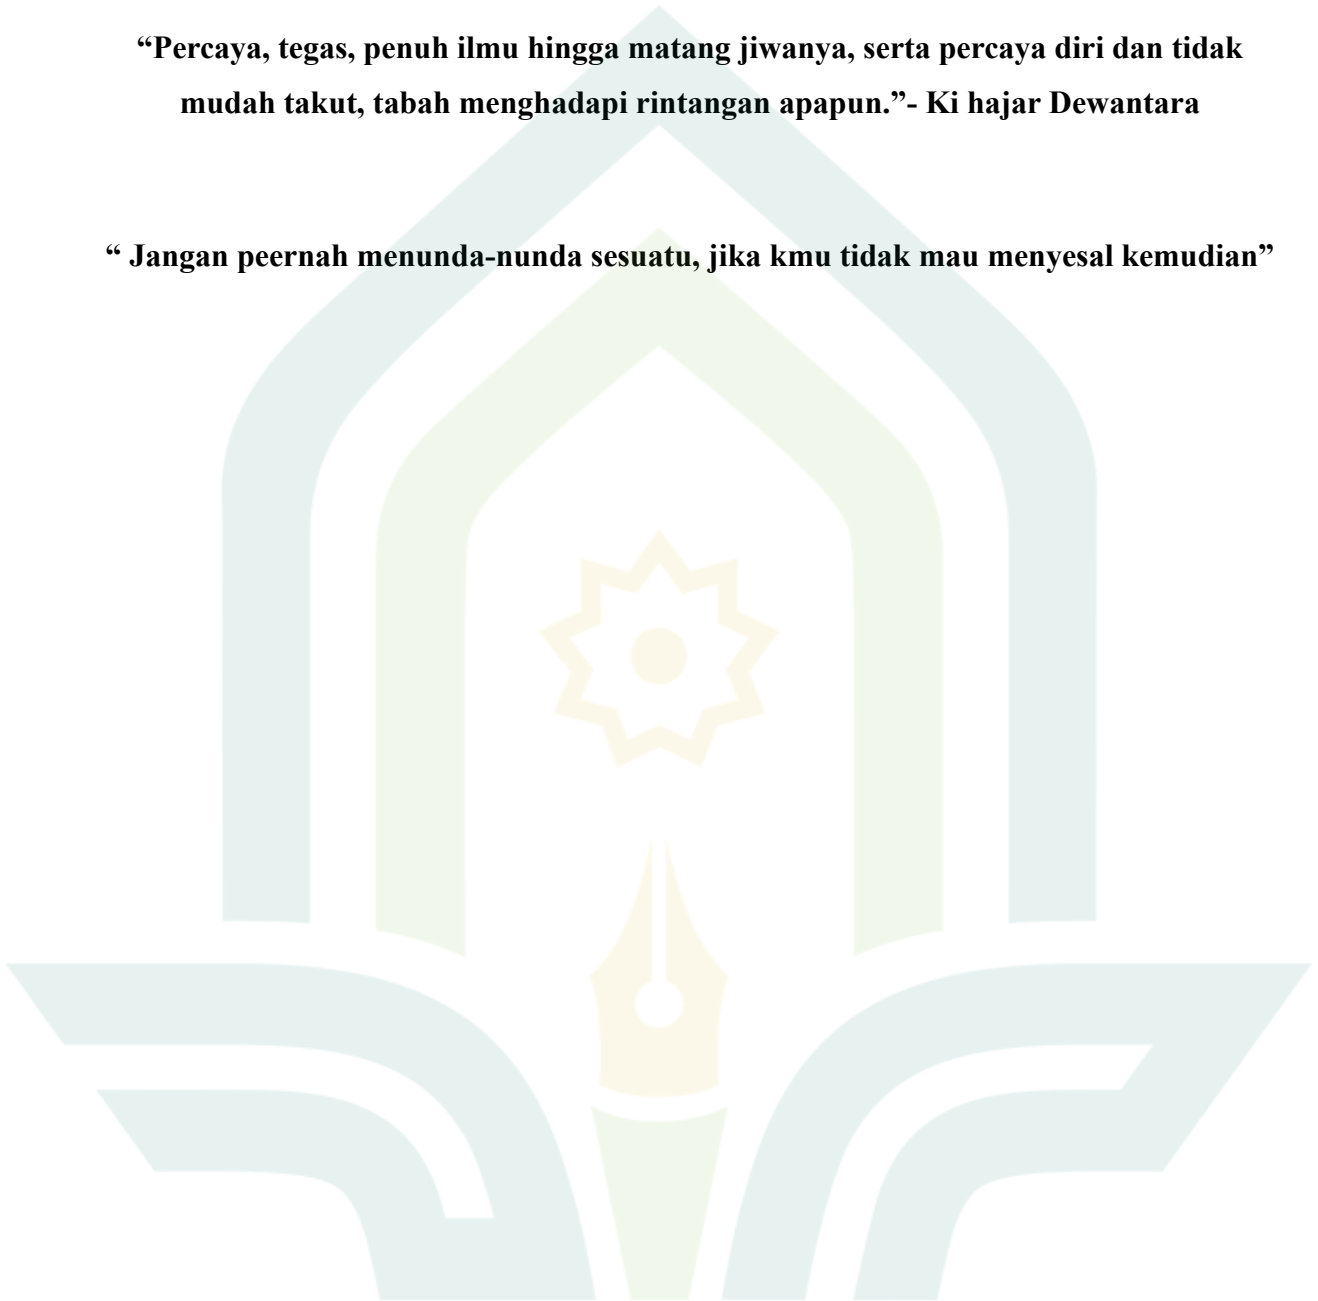 “Percaya, tegas, penuh ilmu hingga matang jiwanya, serta percaya diri dan tidak
mudah takut, tabah menghadapi rintangan apapun.”- Ki hajar Dewantara
“ Jangan peernah menunda-nunda sesuatu, jika kmu tidak mau menyesal kemudian”